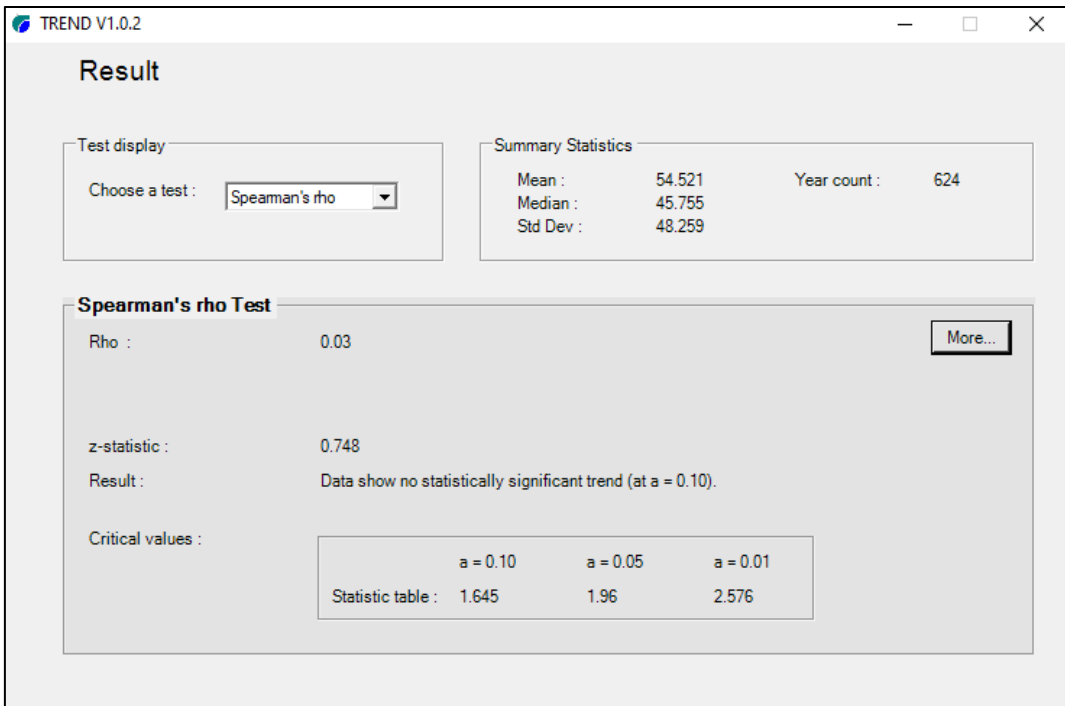 TREND V1.0.2
Result
Test display
Choose a test :
Spearman's rho
Summary Statistics
Mean : 54.521 Year count : 624
Median : 45.755
Std Dev : 48.259
Spearman's rho Test
Rho : 0.03
More...
z-statistic : 0.748
Result : Data show no statistically significant trend (at a = 0.10).
Critical values :
a = 0.10 a = 0.05 a = 0.01
Statistic table : 1.645 1.96 2.576